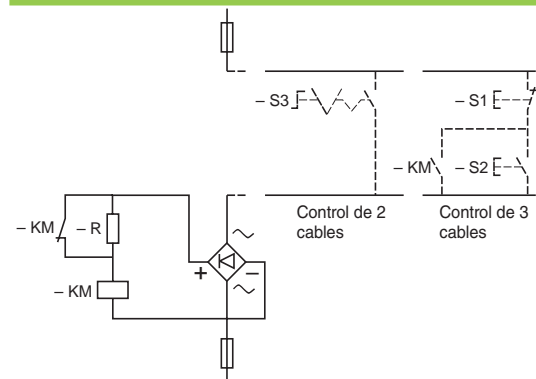 – S3
– S1
– KM
– S2
Control de 2
cables
Control de 3
cables
– KM
– R
+
–
– KM